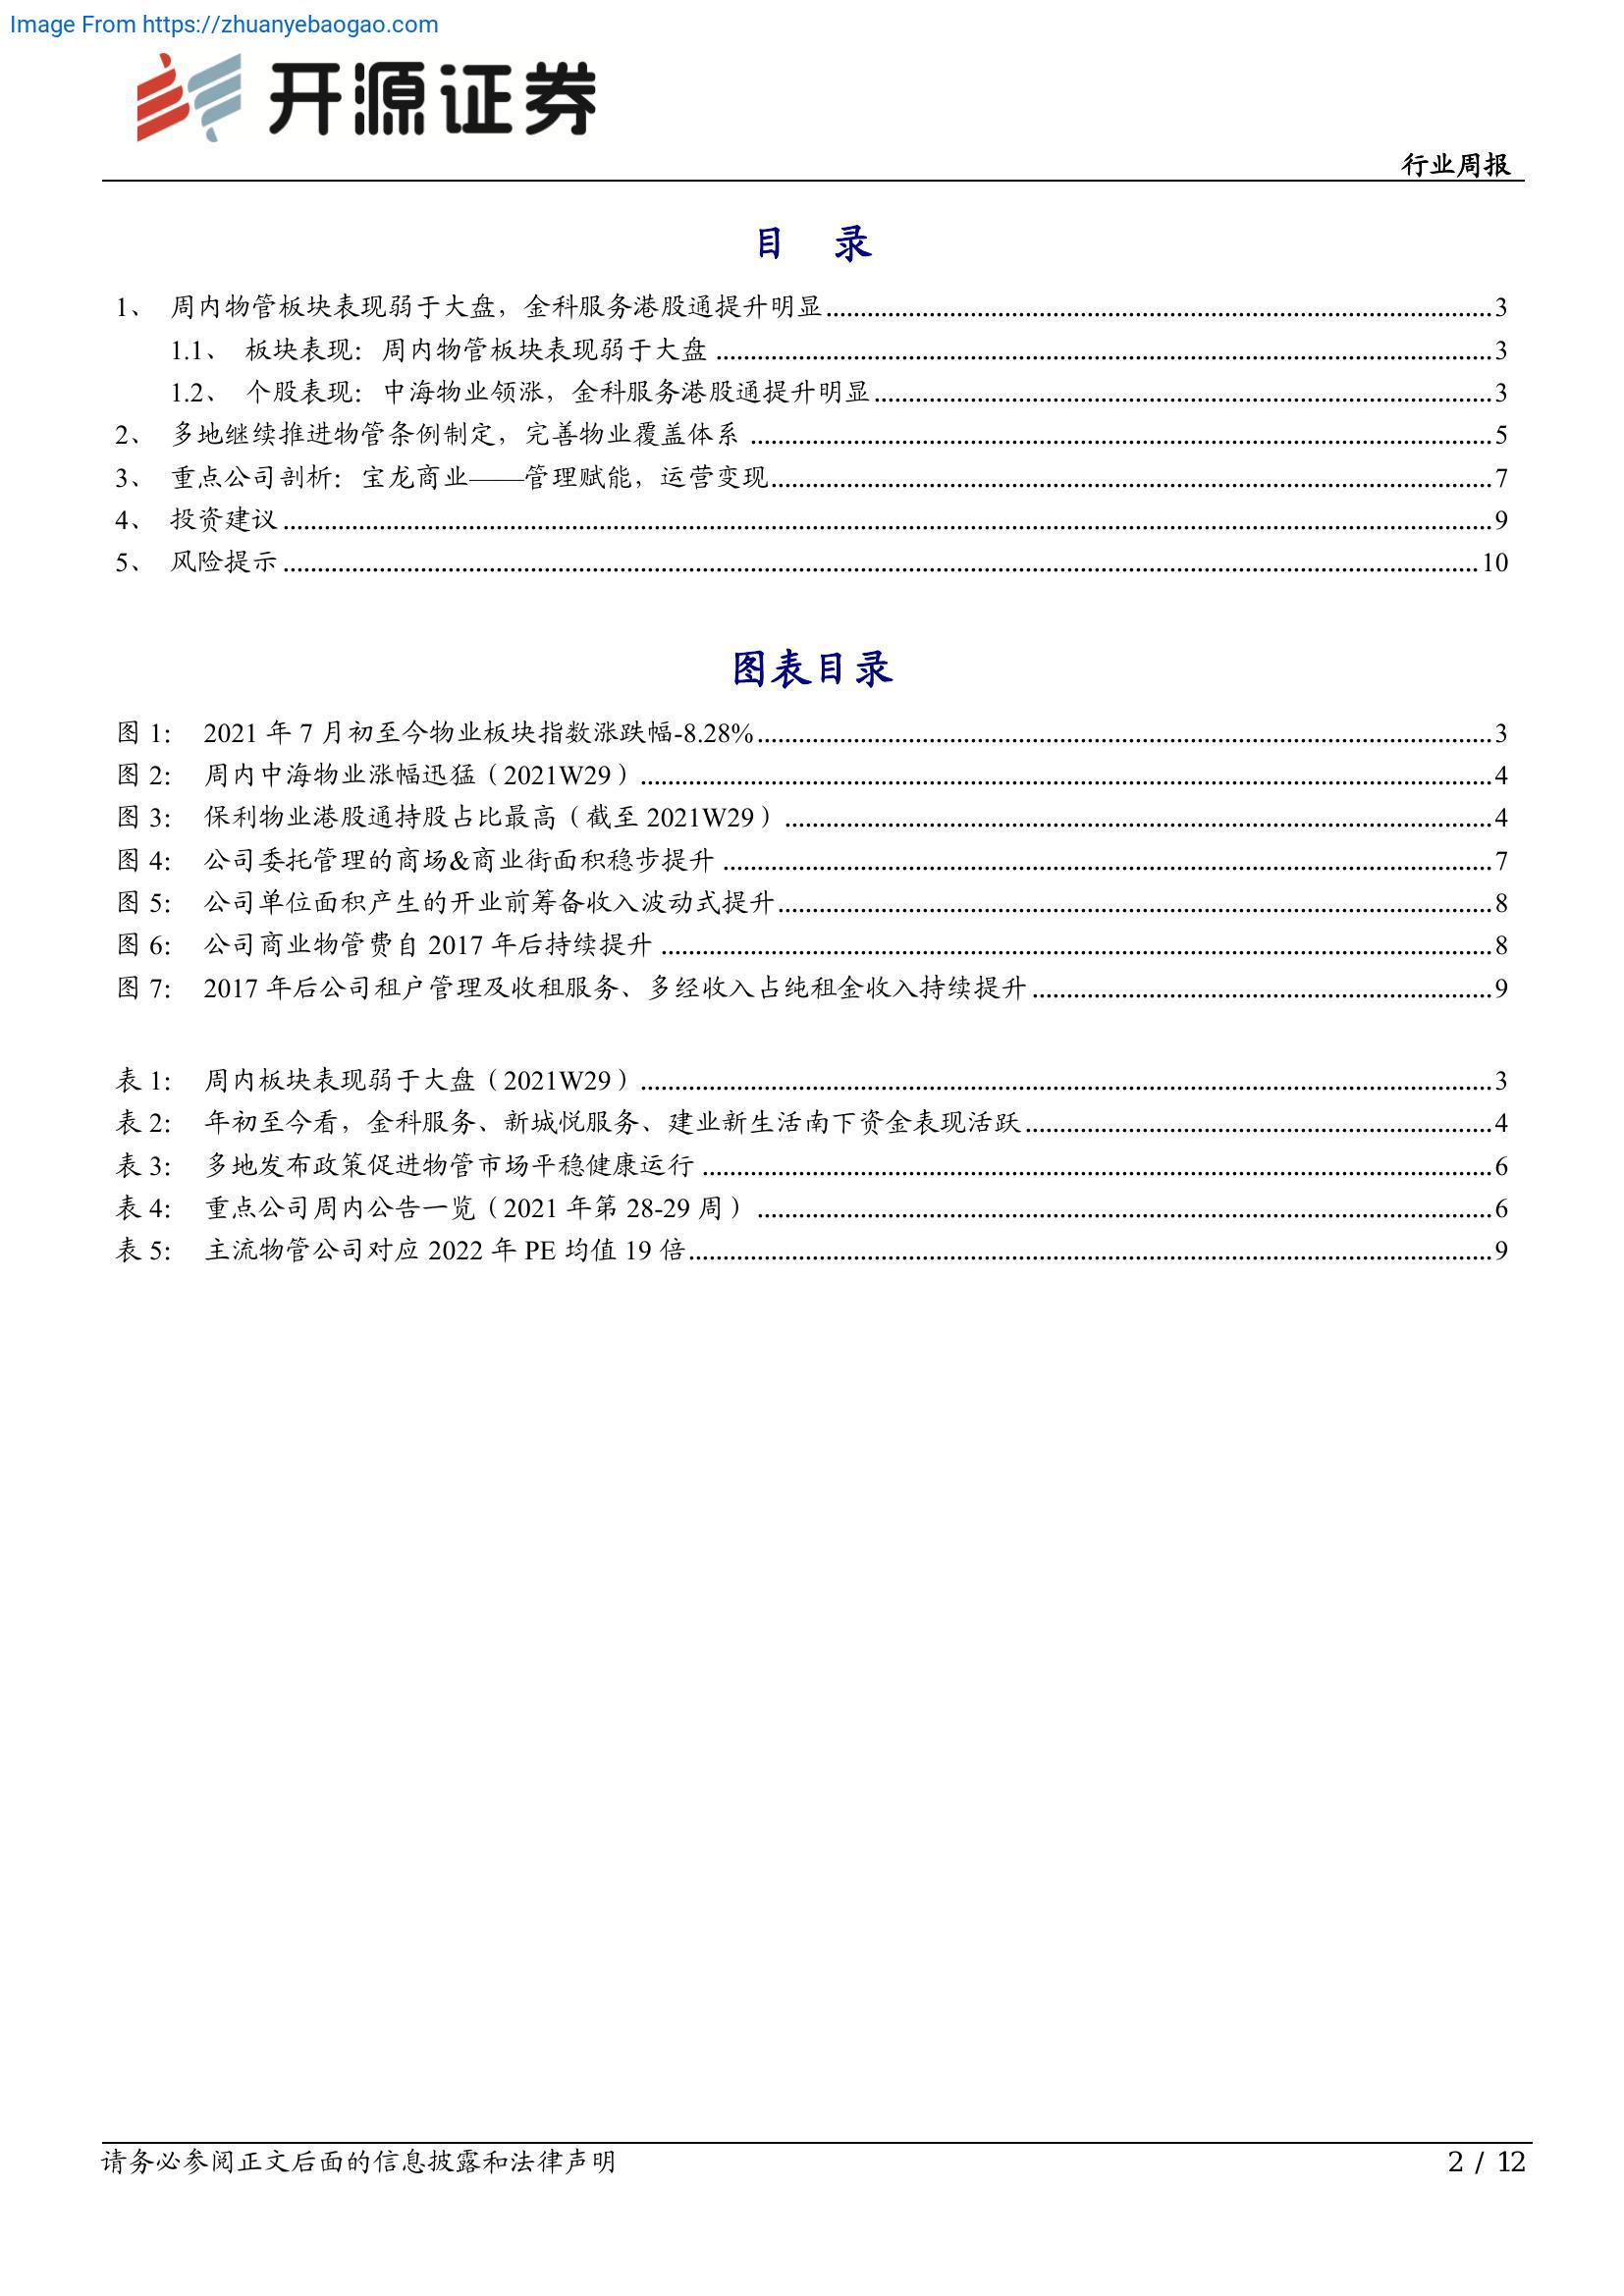 Image From https://zhuanyebaogao.com
开源证券
行业周报
目 录
1、 周内物管板块表现弱于大盘，金科服务港股通提升明显 3
1.1、 板块表现：周内物管板块表现弱于大盘 3
1.2、 个股表现：中海物业领涨，金科服务港股通提升明显 3
2、 多地继续推进物管条例制定，完善物业覆盖体系 5
3、 重点公司剖析：宝龙商业——管理赋能，运营变现 7
4、 投资建议 9
5、 风险提示 10
图表目录
图 1： 2021 年 7 月初至今物业板块指数涨跌幅-8.28% 3
图 2： 周内中海物业涨幅迅猛（2021W29） 4
图 3： 保利物业港股通持股占比最高（截至 2021W29） 4
图 4： 公司委托管理的商场&商业街面积稳步提升 7
图 5： 公司单位面积产生的开业前筹备收入波动式提升 8
图 6： 公司商业物管费自 2017 年后持续提升 8
图 7： 2017 年后公司租户管理及收租服务、多经收入占纯租金收入持续提升 9
表 1： 周内板块表现弱于大盘（2021W29） 3
表 2： 年初至今看，金科服务、新城悦服务、建业新生活南下资金表现活跃 4
表 3： 多地发布政策促进物管市场平稳健康运行 6
表 4： 重点公司周内公告一览（2021 年第 28-29 周） 6
表 5： 主流物管公司对应 2022 年 PE 均值 19 倍 9
请务必参阅正文后面的信息披露和法律声明
2 / 12